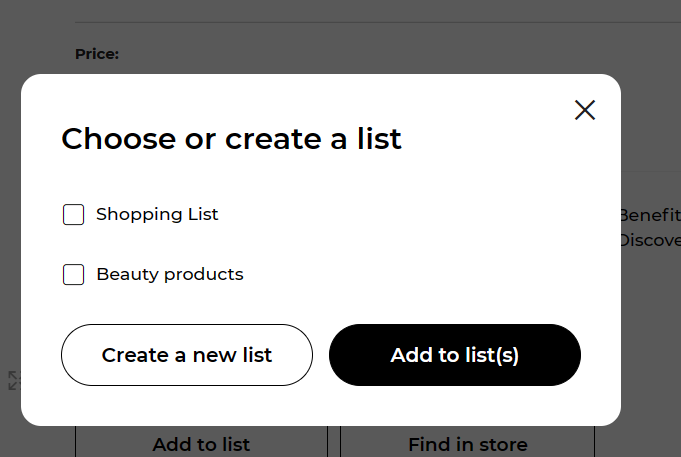 Price:
Choose or create a list
Shopping List
Benefit
Discove
Beauty products
Create a new list
Add to list(s)
Add to list
Find in store